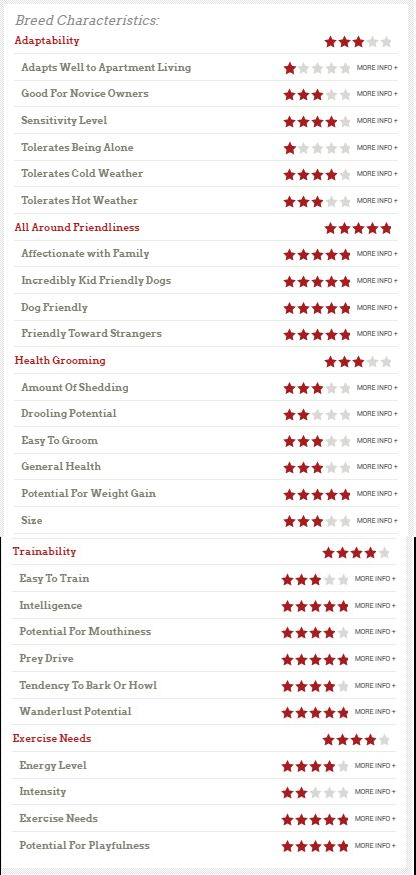 Breed Characteristics:
Adaptability
Adapts Well to Apartment Living MORE INFO +
Good For Novice Owners MORE INFO +
Sensitivity Level MORE INFO +
Tolerates Being Alone MORE INFO +
Tolerates Cold Weather MORE INFO +
Tolerates Hot Weather MORE INFO +
All Around Friendliness
Affectionate with Family MORE INFO +
Incredibly Kid Friendly Dogs MORE INFO +
Dog Friendly MORE INFO +
Friendly Toward Strangers MORE INFO +
Health Grooming
Amount Of Shedding MORE INFO +
Drooling Potential MORE INFO +
Easy To Groom MORE INFO +
General Health MORE INFO +
Potential For Weight Gain MORE INFO +
Size MORE INFO +
Trainability
Easy To Train MORE INFO +
Intelligence MORE INFO +
Potential For Mouthiness MORE INFO +
Prey Drive MORE INFO +
Tendency To Bark Or Howl MORE INFO +
Wanderlust Potential MORE INFO +
Exercise Needs
Energy Level MORE INFO +
Intensity MORE INFO +
Exercise Needs MORE INFO +
Potential For Playfulness MORE INFO +